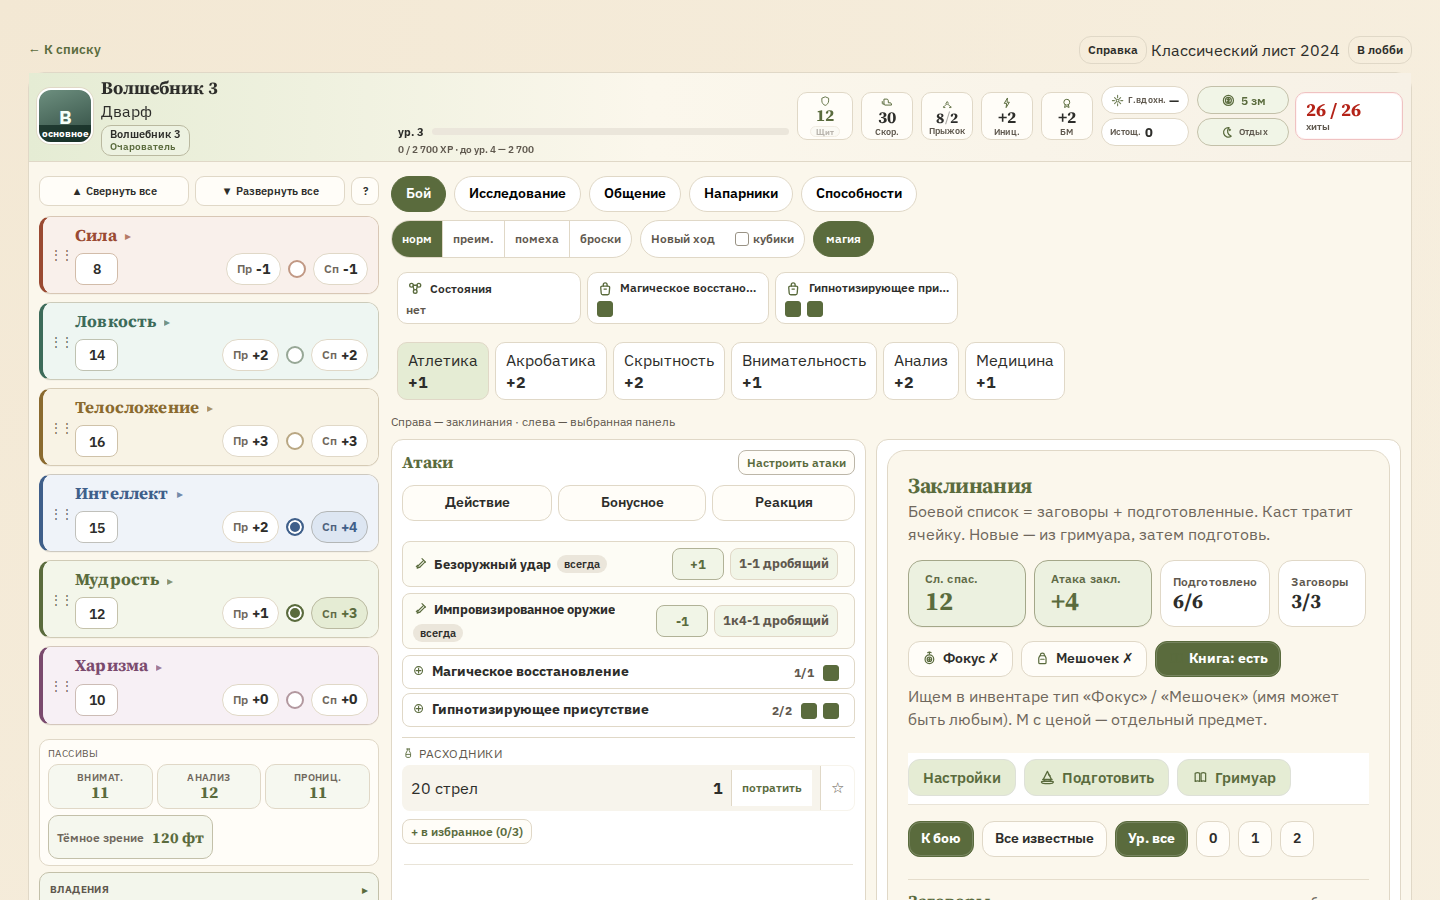 ← К списку
Справка Классический лист 2024 В лобби
В
основное
Волшебник 3
Дварф
Волшебник 3
Очарователь
ур. 3
0 / 2 700 XP · до ур. 4 — 2 700
12
Щит
30
Скор.
8/2
Прыжок
+2
Иниц.
+2
БМ
Г.вдохн. —
Истощ. 0
5 зм
Отдых
26 / 26
хиты
▲ Свернуть все ▼ Развернуть все ?
Сила ▸
8 Пр -1 Сп -1
Ловкость ▸
14 Пр +2 Сп +2
Телосложение ▸
16 Пр +3 Сп +3
Интеллект ▸
15 Пр +2 Сп +4
Мудрость ▸
12 Пр +1 Сп +3
Харизма ▸
10 Пр +0 Сп +0
ПАССИВЫ
ВНИМАТ. АНАЛИЗ ПРОНИЦ.
11 12 11
Тёмное зрение 120 фт
ВЛАДЕНИЯ ▸
Бой Исследование Общение Напарники Способности
норм преим. помеха броски Новый ход кубики магия
Состояния
нет
Магическое восстано...
Гипнотизирующее при...
Атлетика Акробатика Скрытность Внимательность Анализ Медицина
+1 +2 +2 +1 +2 +1
Справа — заклинания · слева — выбранная панель
Атаки Настроить атаки
Действие Бонусное Реакция
Безоружный удар всегда +1 1-1 дробящий
Импровизированное оружие
всегда
-1 1к4-1 дробящий
Магическое восстановление 1/1
Гипнотизирующее присутствие 2/2
РАСХОДНИКИ
20 стрел 1 потратить ☆
+ в избранное (0/3)
Заклинания
Боевой список = заговоры + подготовленные. Каст тратит
ячейку. Новые — из гримуара, затем подготовь.
Сл. спас. Атака закл. Подготовлено Заговоры
12 +4 6/6 3/3
Фокус ✗ Мешочек ✗ Книга: есть
Ищем в инвентаре тип «Фокус» / «Мешочек» (имя может
быть любым). М с ценой — отдельный предмет.
Настройки Подготовить Гримуар
К бою Все известные Ур. все 0 1 2